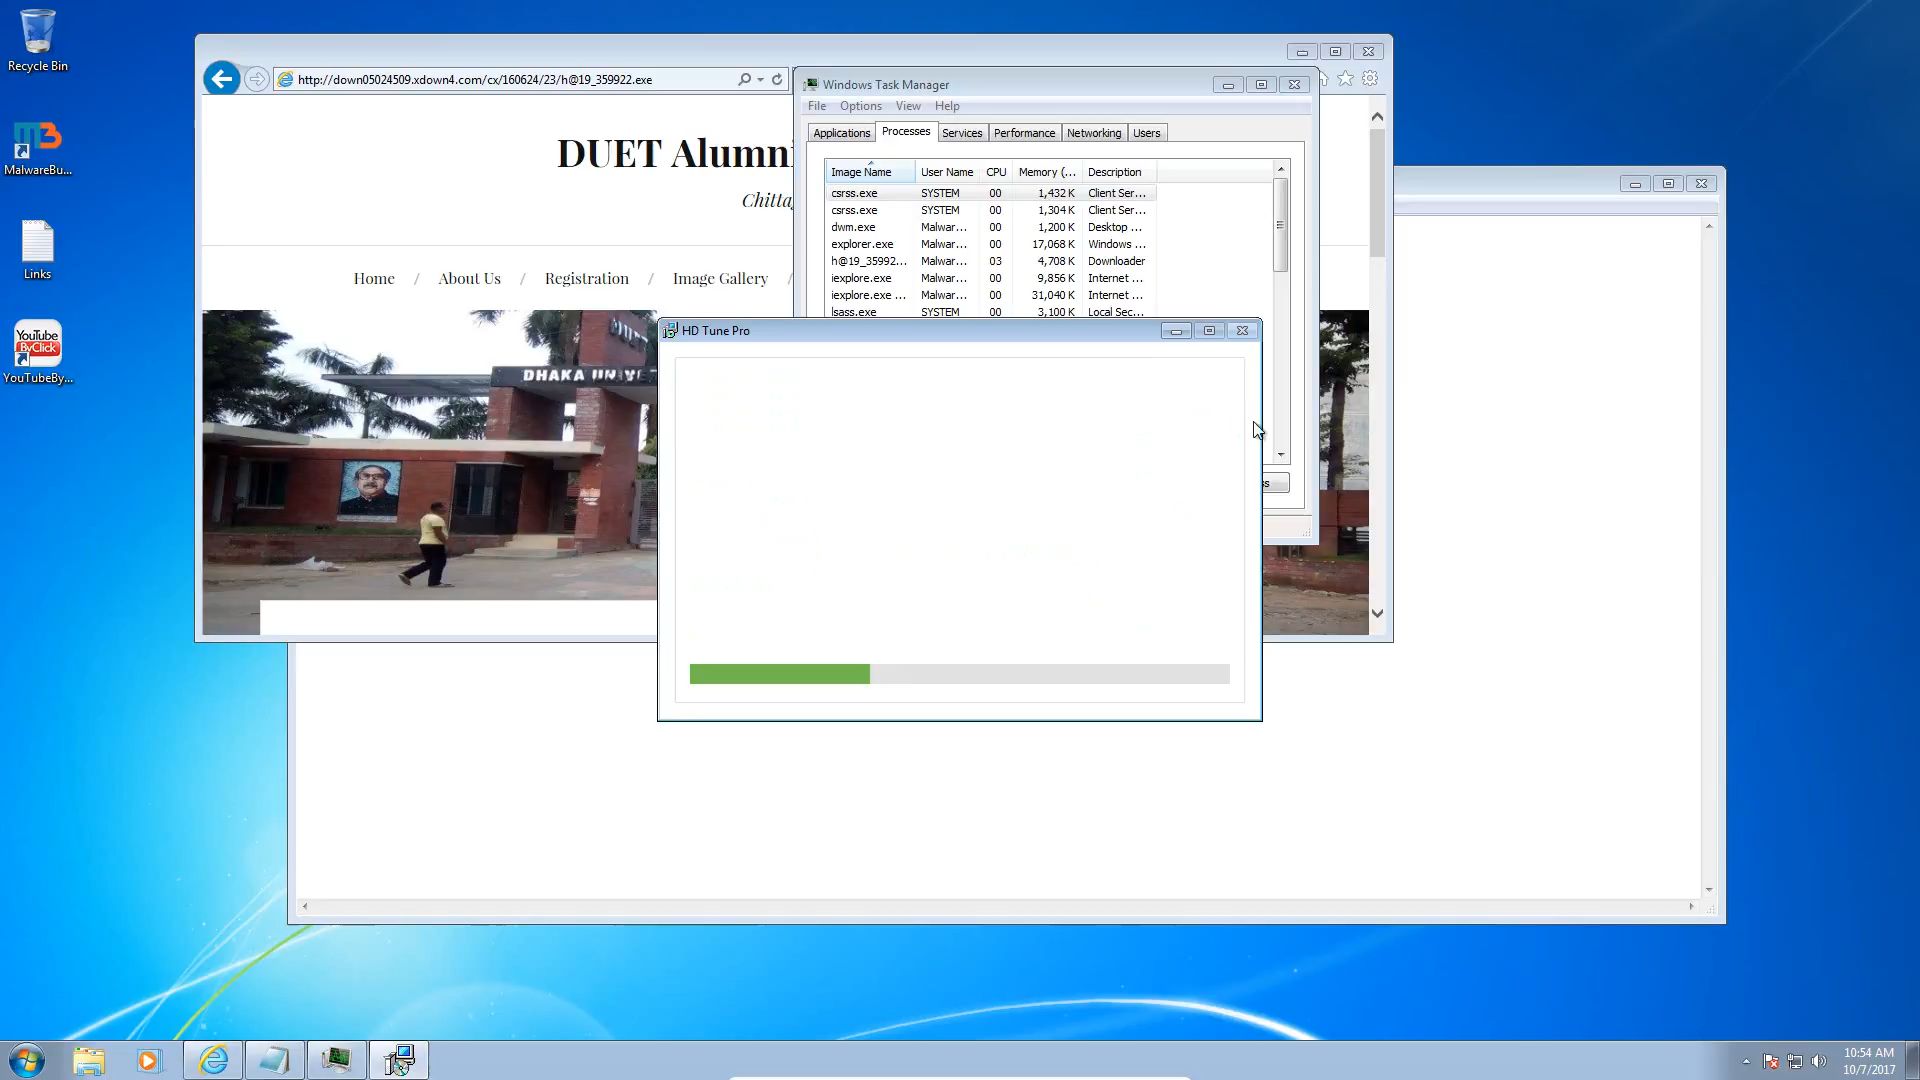 Recycle Bin
MalwareBu...
Links
YouTube
ByClick
YouTubeBy...
http://down05024509.xdown4.com/cx/160624/23/h@19_359922.exe
DUET Alumni
Chitta
Home / About Us / Registration / Image Gallery /
DHAKA UNIVE
Windows Task Manager
File Options View Help
Applications Processes Services Performance Networking Users
Image Name User Name CPU Memory (... Description
csrss.exe SYSTEM 00 1,432 K Client Ser...
csrss.exe SYSTEM 00 1,304 K Client Ser...
dwm.exe Malwar... 00 1,200 K Desktop ...
explorer.exe Malwar... 00 17,068 K Windows ...
h@19_35992... Malwar... 03 4,708 K Downloader
iexplore.exe Malwar... 00 9,856 K Internet ...
iexplore.exe ... Malwar... 00 31,040 K Internet ...
lsass.exe SYSTEM 00 3,100 K Local Sec...
HD Tune Pro
ss
10:54 AM
10/7/2017